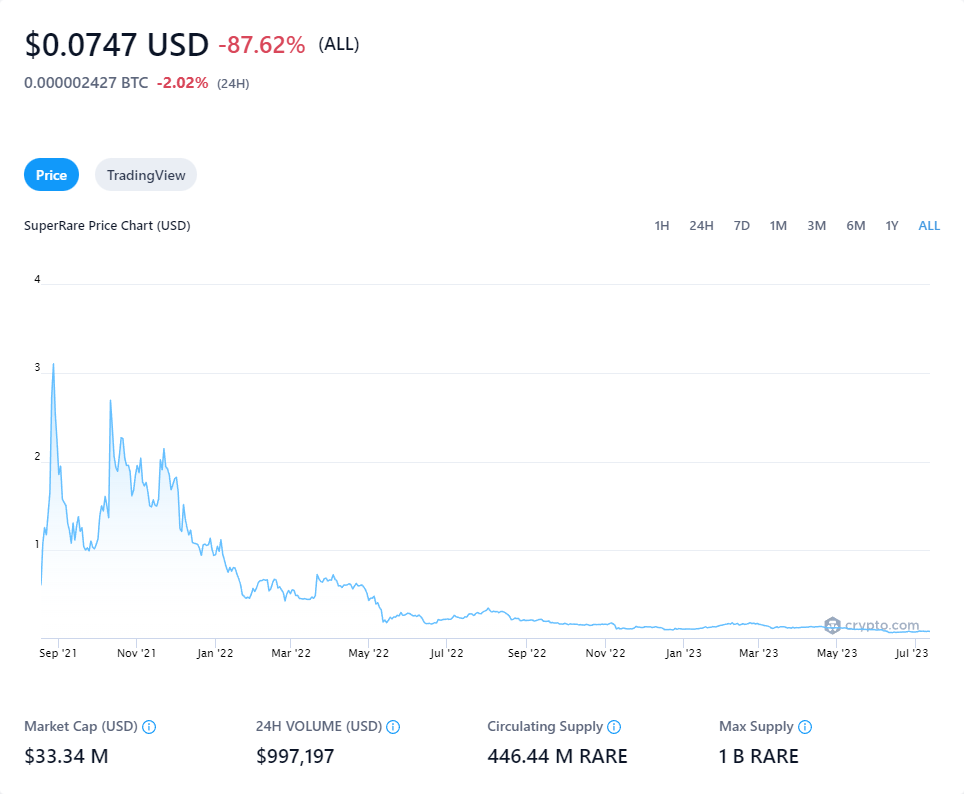 $0.0747 USD -87.62% (ALL)
0.000002427 BTC -2.02% (24H)
Price TradingView
SuperRare Price Chart (USD) 1H 24H 7D 1M 3M 6M 1Y ALL
4
3
2
1
crypto.com
Sep '21 Nov '21 Jan '22 Mar '22 May '22 Jul '22 Sep '22 Nov '22 Jan '23 Mar '23 May '23 Jul '23
Market Cap (USD) 24H VOLUME (USD) Circulating Supply Max Supply
$33.34 M $997,197 446.44 M RARE 1 B RARE